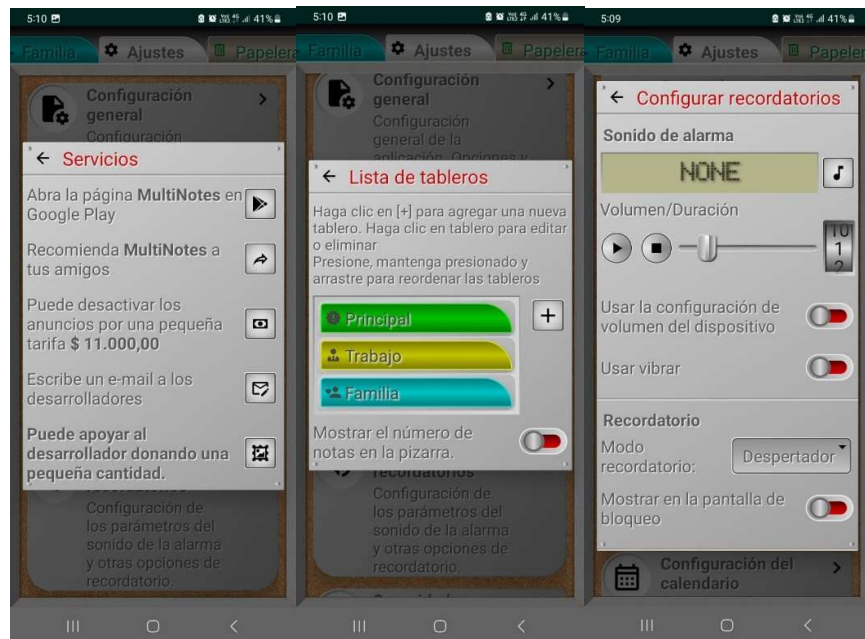 5:10
41%
Familia
Ajustes
Papelera
Configuración
general
Configuración
Servicios
Abra la página MultiNotes en
Google Play
Recomienda MultiNotes a
tus amigos
Puede desactivar los
anuncios por una pequeña
tarifa $ 11.000,00
Escribe un e-mail a los
desarrolladores
Puede apoyar al
desarrollador donando una
pequeña cantidad.
recordatorios
Configuración de
los parámetros del
sonido de la alarma
y otras opciones de
recordatorio.
5:10
41%
Familia
Ajustes
Papelera
Configuración
general
Configuración
general de la
aplicación. Opciones y
Lista de tableros
Haga clic en [+] para agregar una nueva
tablero. Haga clic en tablero para editar
o eliminar
Presione, mantenga presionado y
arrastre para reordenar las tableros
Principal
Trabajo
Familia
Mostrar el número de
notas en la pizarra.
recordatorios
Configuración de
los parámetros del
sonido de la alarma
y otras opciones de
recordatorio.
5:09
41%
Familia
Ajustes
Papeler
Configurar recordatorios
Sonido de alarma
NONE
Volumen/Duración
10
1
2
Usar la configuración de
volumen del dispositivo
Usar vibrar
Recordatorio
Modo
recordatorio:
Despertador
Mostrar en la pantalla de
bloqueo
Configuración del
calendario